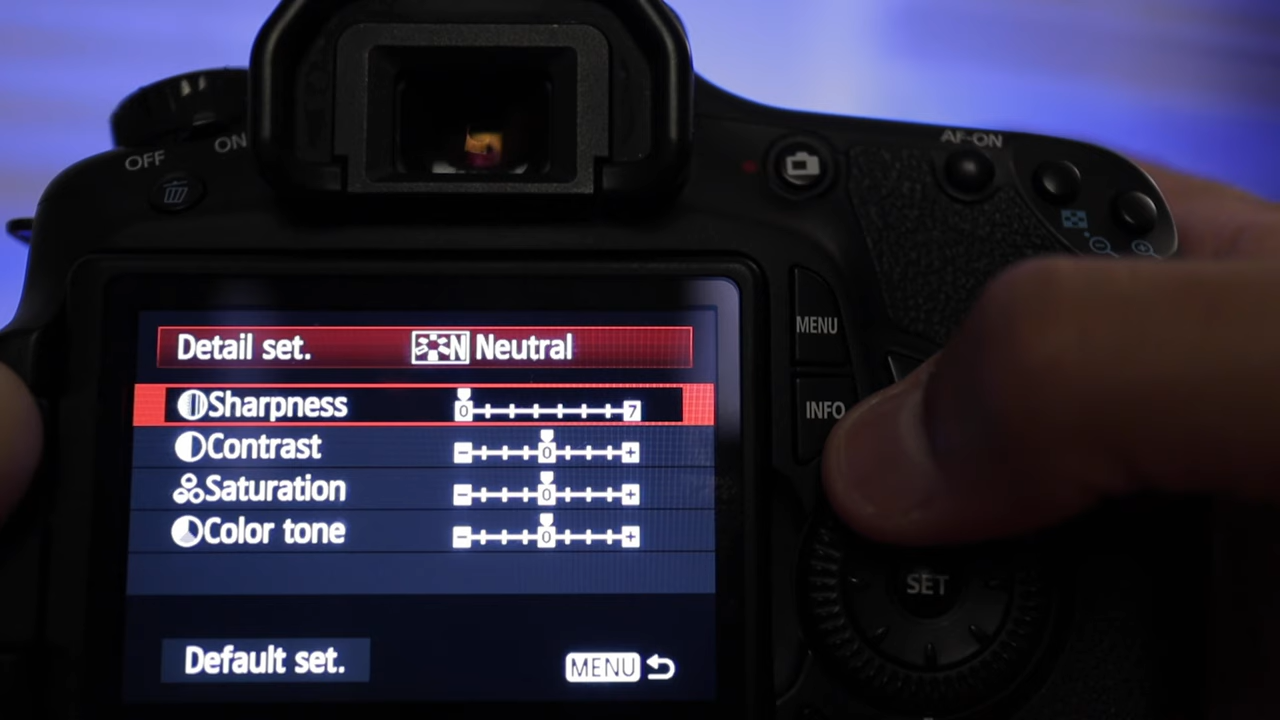 OFF
ON
AF-ON
MENU
INFO
SET
Detail set. N Neutral
Sharpness 0 7
Contrast - 0 +
Saturation - 0 +
Color tone - 0 +
Default set. MENU